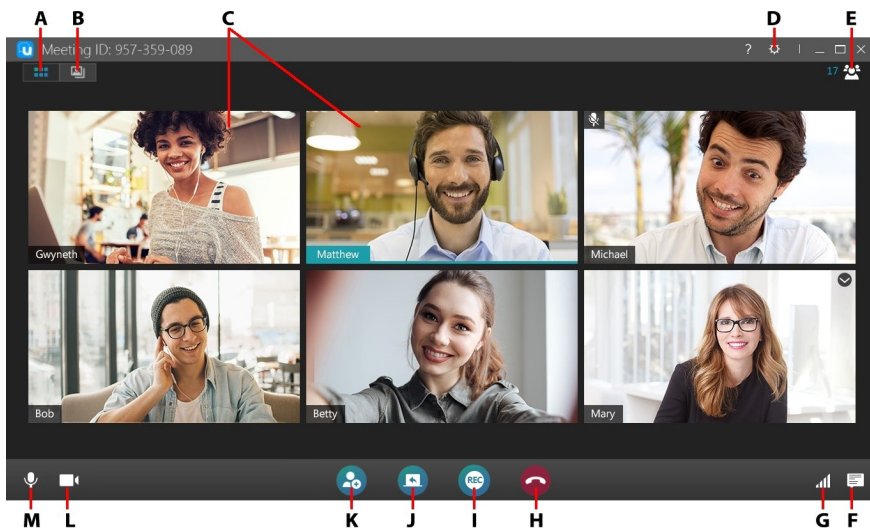 A B C D E
u Meeting ID: 957-359-089 ?
17
Gwyneth Matthew Michael
Bob Betty Mary
REC
M L K J I H G F